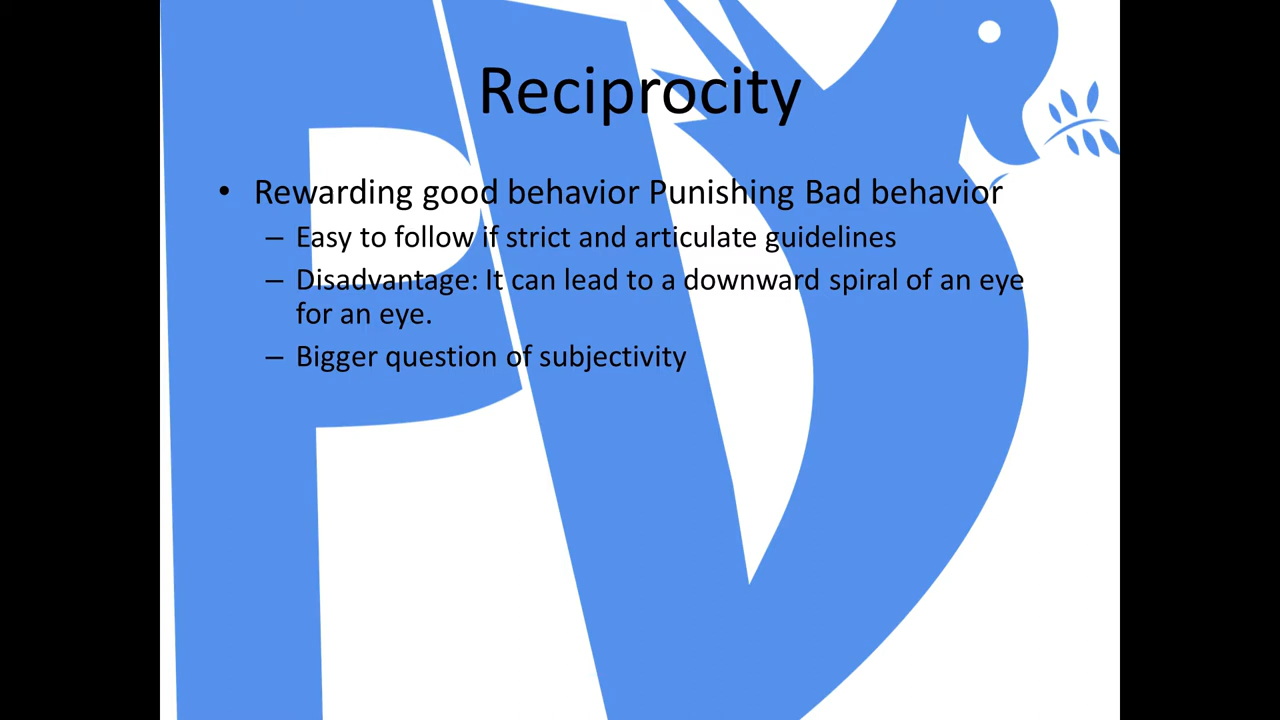 Reciprocity
• Rewarding good behavior Punishing Bad behavior
– Easy to follow if strict and articulate guidelines
– Disadvantage: It can lead to a downward spiral of an eye
for an eye.
– Bigger question of subjectivity